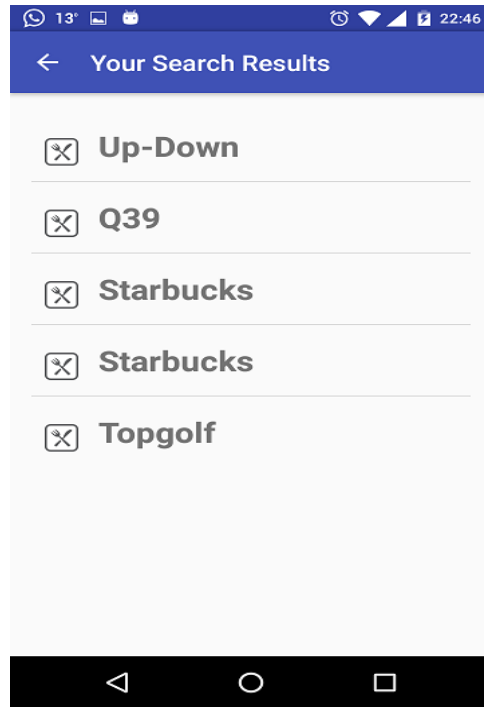 13° 22:46
Your Search Results
Up-Down
Q39
Starbucks
Starbucks
Topgolf